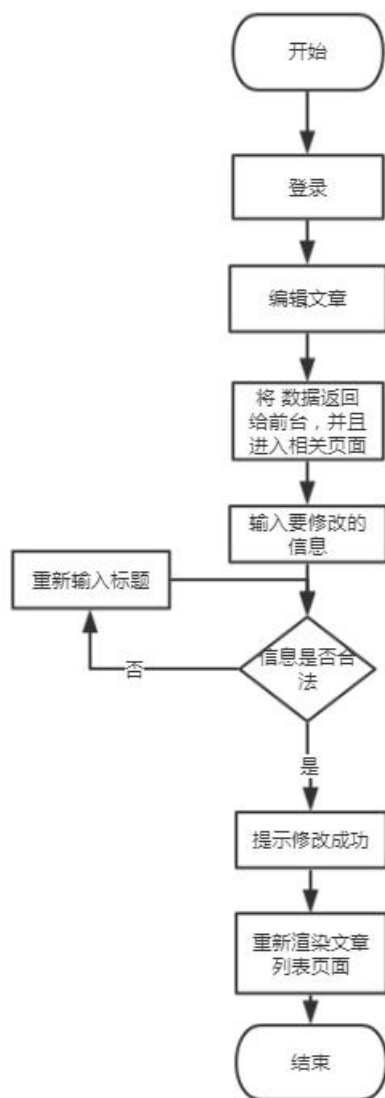 开始
登录
编辑文章
将 数据返回
给前台，并且
进入相关页面
输入要修改的
信息
重新输入标题
信息是否合
法
否
是
提示修改成功
重新渲染文章
列表页面
结束